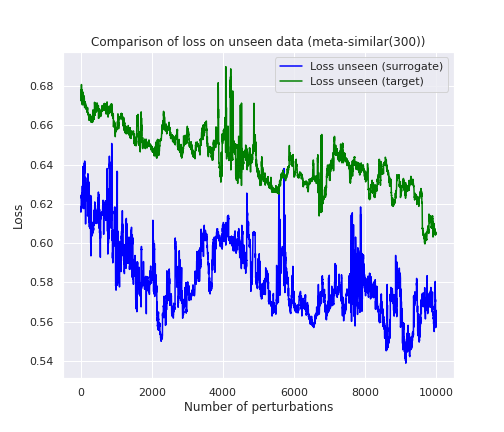 Comparison of loss on unseen data (meta-similar(300))
Loss unseen (surrogate)
Loss unseen (target)
0.68
0.66
0.64
0.62
0.60
0.58
0.56
0.54
Loss
0 2000 4000 6000 8000 10000
Number of perturbations